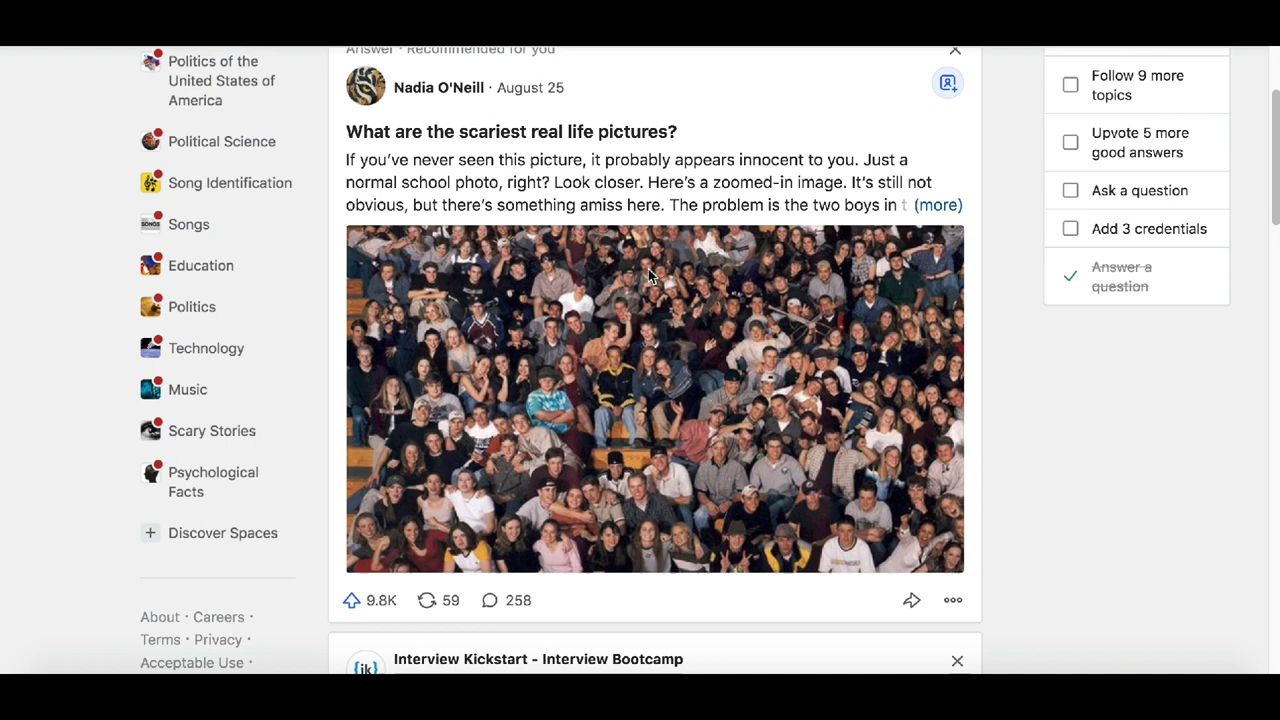 Politics of the
United States of
America
Political Science
Song Identification
Songs
Education
Politics
Technology
Music
Scary Stories
Psychological
Facts
+ Discover Spaces
About · Careers ·
Terms · Privacy ·
Acceptable Use ·
Answer · Recommended for you
Nadia O'Neill · August 25
What are the scariest real life pictures?
If you've never seen this picture, it probably appears innocent to you. Just a
normal school photo, right? Look closer. Here's a zoomed-in image. It's still not
obvious, but there's something amiss here. The problem is the two boys in t (more)
9.8K 59 258
{ik}
Interview Kickstart - Interview Bootcamp
Follow 9 more
topics
Upvote 5 more
good answers
Ask a question
Add 3 credentials
Answer a
question